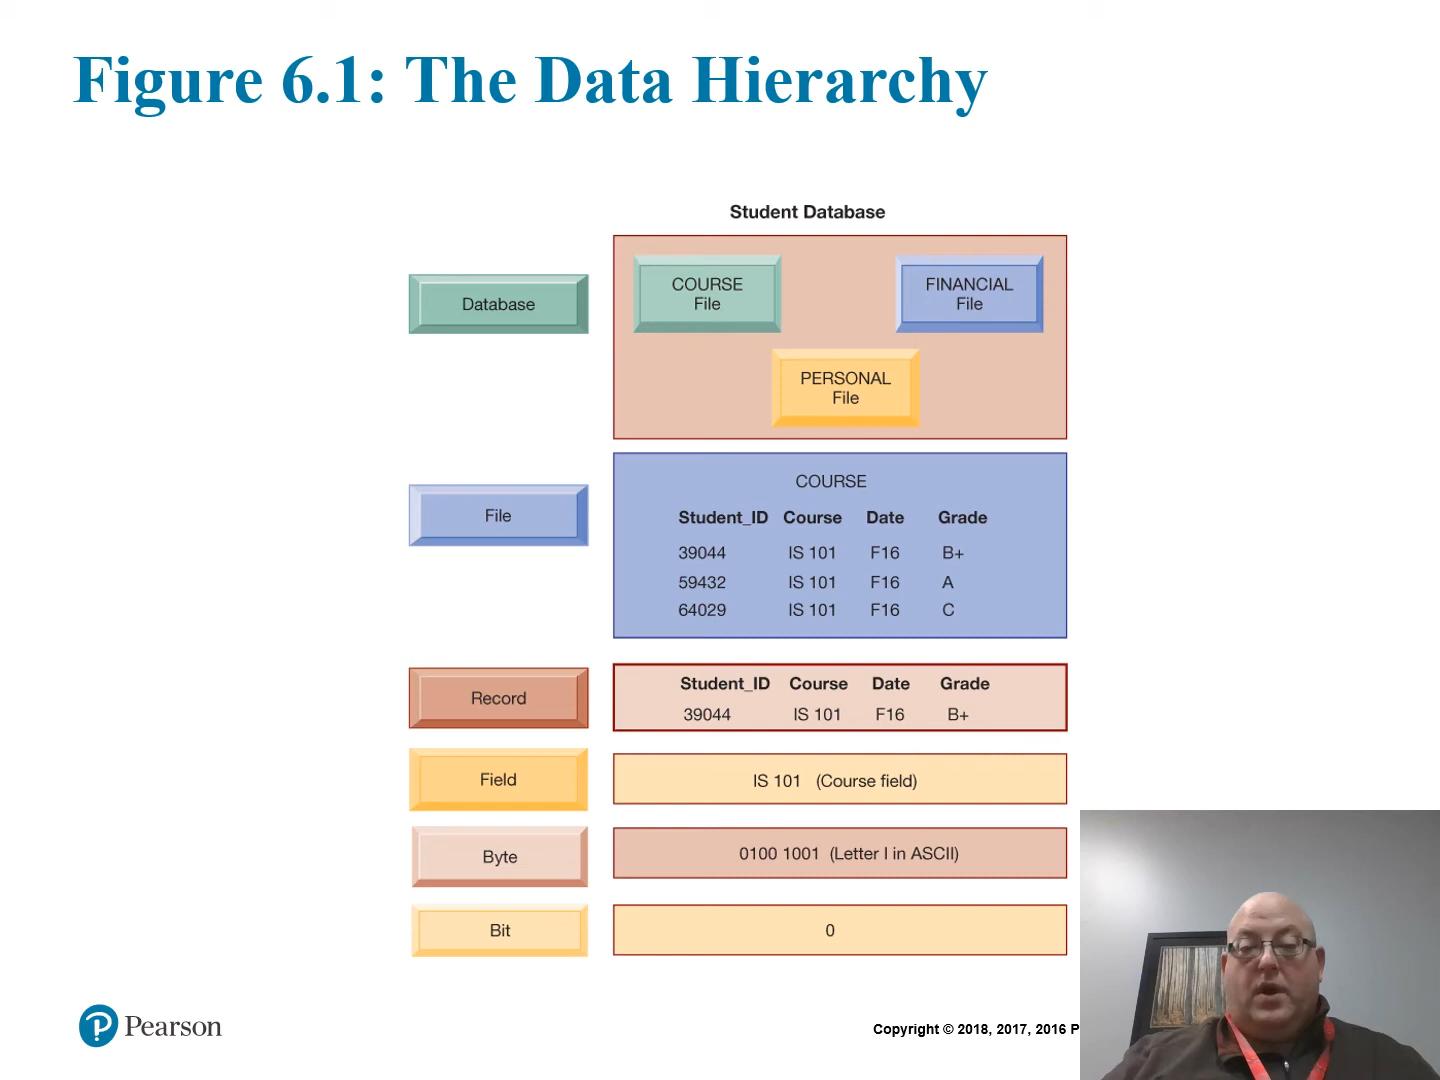 Figure 6.1: The Data Hierarchy
Student Database
Database
COURSE
File
FINANCIAL
File
PERSONAL
File
File
COURSE
Student_ID Course Date Grade
39044 IS 101 F16 B+
59432 IS 101 F16 A
64029 IS 101 F16 C
Record
Student_ID Course Date Grade
39044 IS 101 F16 B+
Field
IS 101 (Course field)
Byte
0100 1001 (Letter I in ASCII)
Bit
0
Pearson
Copyright © 2018, 2017, 2016 P